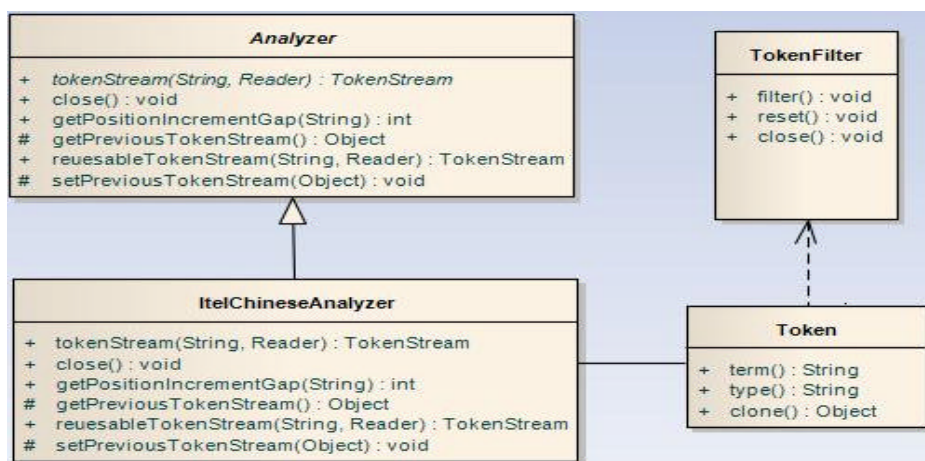 Analyzer
+ tokenStream(String, Reader) : TokenStream
+ close() : void
+ getPositionIncrementGap(String) : int
# getPreviousTokenStream() : Object
+ reuesableTokenStream(String, Reader) : TokenStream
# setPreviousTokenStream(Object) : void
TokenFilter
+ filter() : void
+ reset() : void
+ close() : void
ItelChineseAnalyzer
+ tokenStream(String, Reader) : TokenStream
+ close() : void
+ getPositionIncrementGap(String) : int
# getPreviousTokenStream() : Object
+ reuesableTokenStream(String, Reader) : TokenStream
# setPreviousTokenStream(Object) : void
Token
+ term() : String
+ type() : String
+ clone() : Object